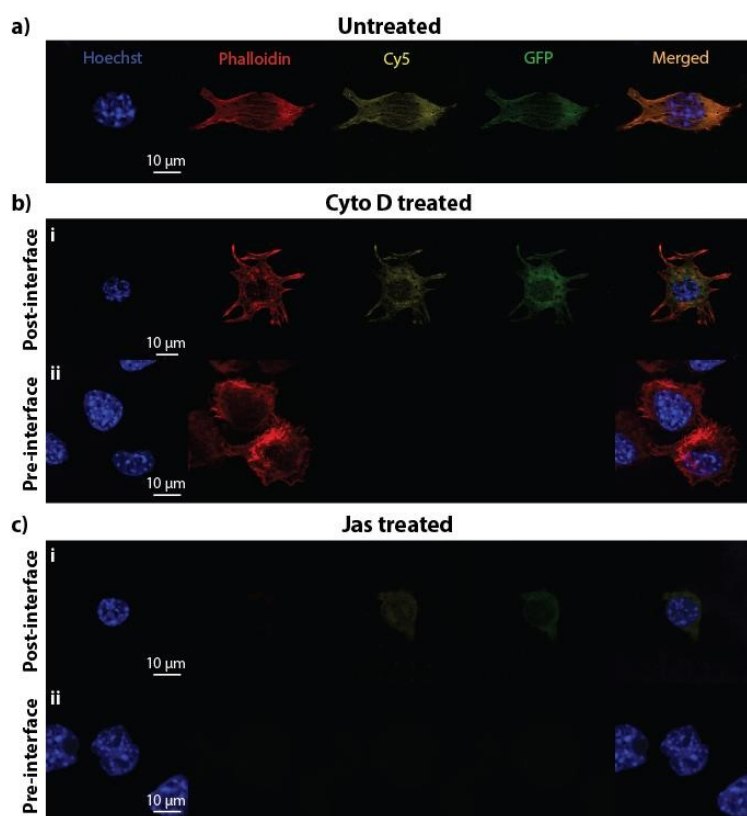 a)
Untreated
Hoechst Phalloidin Cy5 GFP Merged
10 μm
b)
Cyto D treated
i
Post-interface
10 μm
ii
Pre-interface
10 μm
c)
Jas treated
i
Post-interface
10 μm
ii
Pre-interface
10 μm